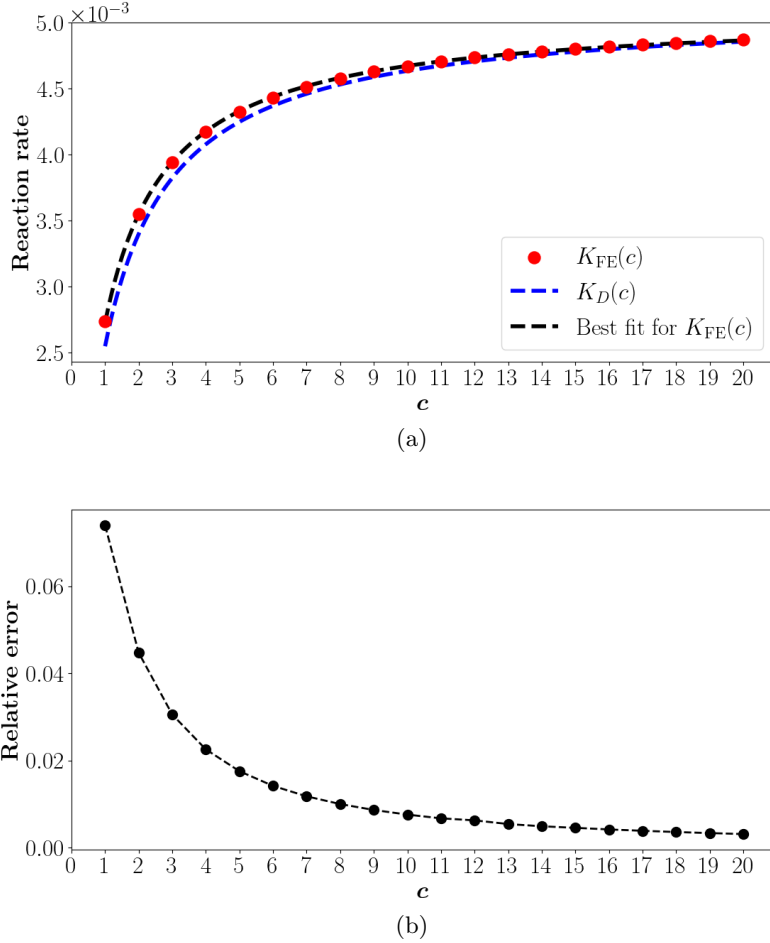 ×10−3
5.0
4.5
4.0
3.5
3.0
2.5
Reaction rate
K_FE(c)
K_D(c)
Best fit for K_FE(c)
0 1 2 3 4 5 6 7 8 9 10 11 12 13 14 15 16 17 18 19 20
c
(a)
0.06
0.04
0.02
0.00
Relative error
0 1 2 3 4 5 6 7 8 9 10 11 12 13 14 15 16 17 18 19 20
c
(b)